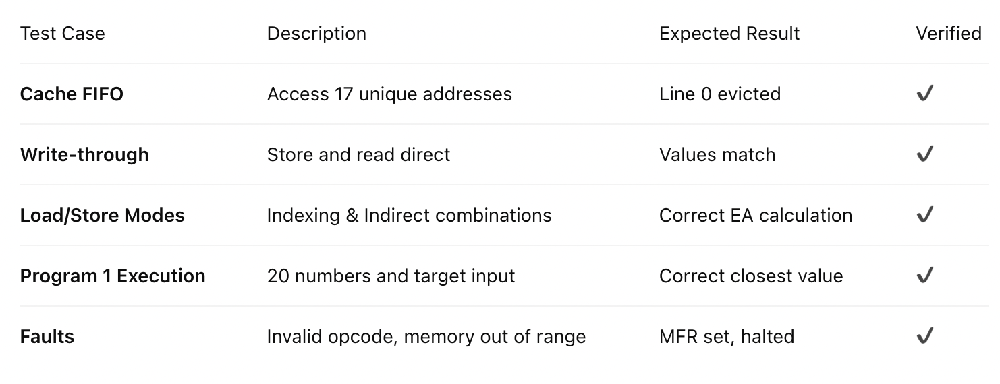 Test Case Description Expected Result Verified
Cache FIFO Access 17 unique addresses Line 0 evicted ✔
Write-through Store and read direct Values match ✔
Load/Store Modes Indexing & Indirect combinations Correct EA calculation ✔
Program 1 Execution 20 numbers and target input Correct closest value ✔
Faults Invalid opcode, memory out of range MFR set, halted ✔